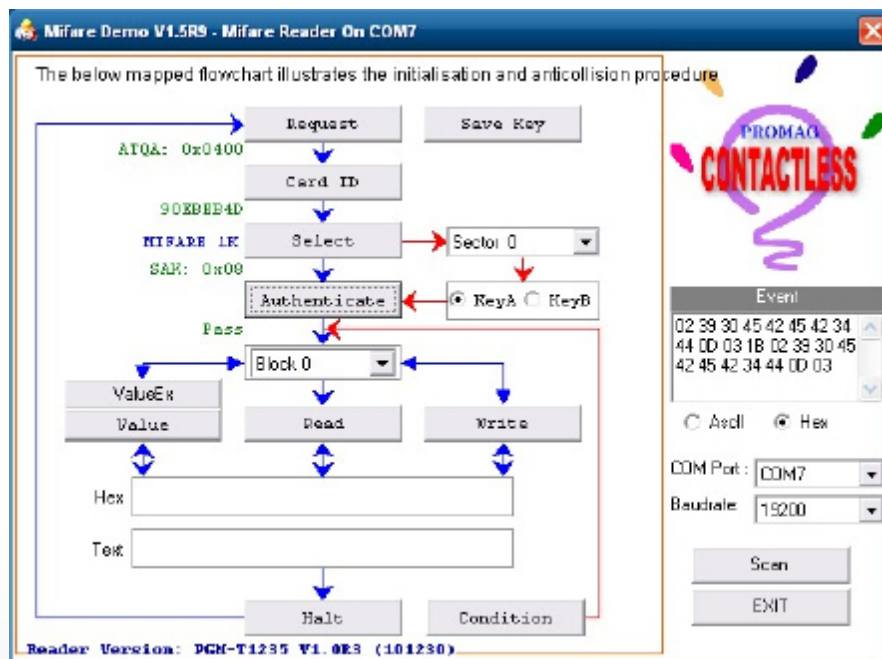 Mifare Demo V1.5R9 - Mifare Reader On COM7
The below mapped flowchart illustrates the initialisation and anticollision procedure
Request
Save Key
ATQA: 0x0400
Card ID
90EBEB4D
MIFARE 1K
Select
Sector 0
SAK: 0x08
Authenticate
KeyA
KeyB
Pass
Block 0
ValueEx
Value
Read
Write
Hex
Text
Halt
Condition
Reader Version: PGM-T1235 V1.0R3 (101230)
PROMAG
CONTACTLESS
Event
02 39 30 45 42 45 42 34
44 0D 03 1B 02 39 30 45
42 45 42 34 44 0D 03
AscII
Hex
COM Port :
COM7
Baudrate:
19200
Scan
EXIT